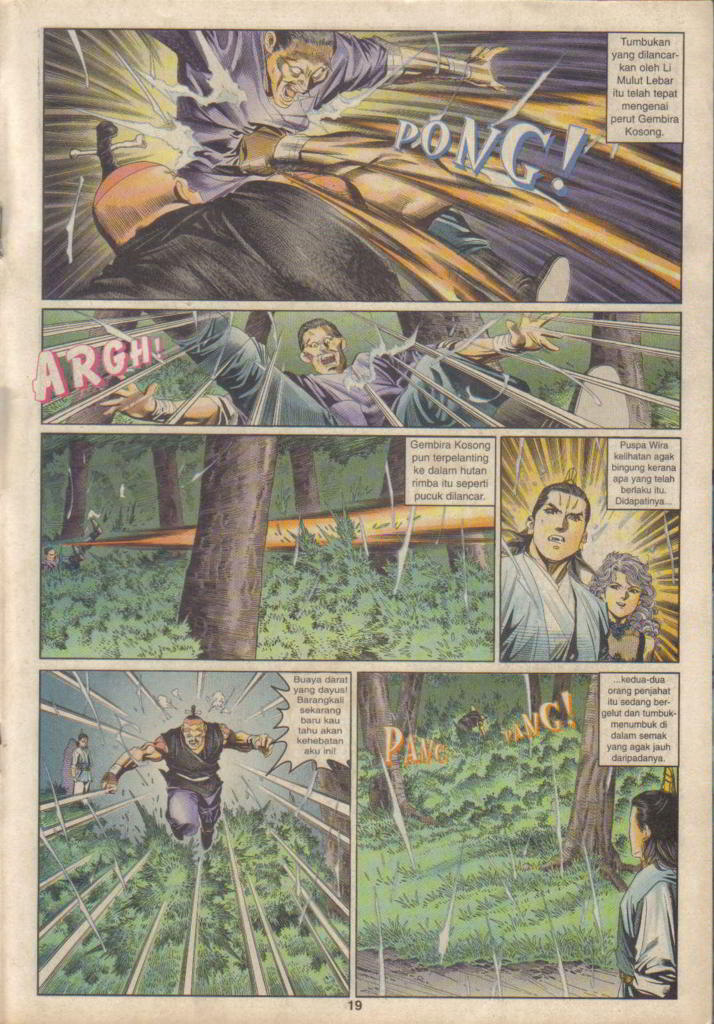 Tumbukan
yang dilancar-
kan oleh Li
Mulut Lebar
itu telah tepat
mengenai
perut Gembira
Kosong.
PONG!
ARGH!
Gembira Kosong
pun terpelanting
ke dalam hutan
rimba itu seperti
pucuk dilancar.
Puspa Wira
kelihatan agak
bingung kerana
apa yang telah
berlaku itu.
Didapatinya...
Buaya darat
yang dayus!
Barangkali
sekarang
baru kau
tahu akan
kehebatan
aku ini!
...kedua-dua
orang penjahat
itu sedang ber-
gelut dan tumbuk-
menumbuk di
dalam semak
yang agak jauh
daripadanya.
PANG
PANG!
19